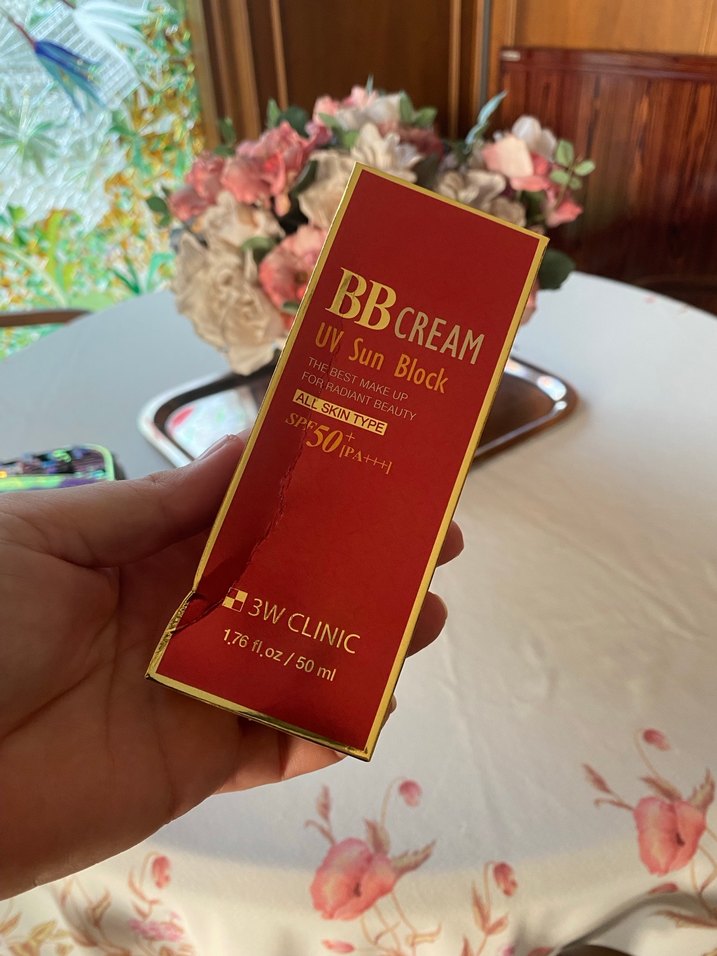 BB CREAM
UV Sun Block
THE BEST MAKE UP
FOR RADIANT BEAUTY
ALL SKIN TYPE
SPF50+[PA+++]
3W CLINIC
1,76 fl,oz / 50 ml